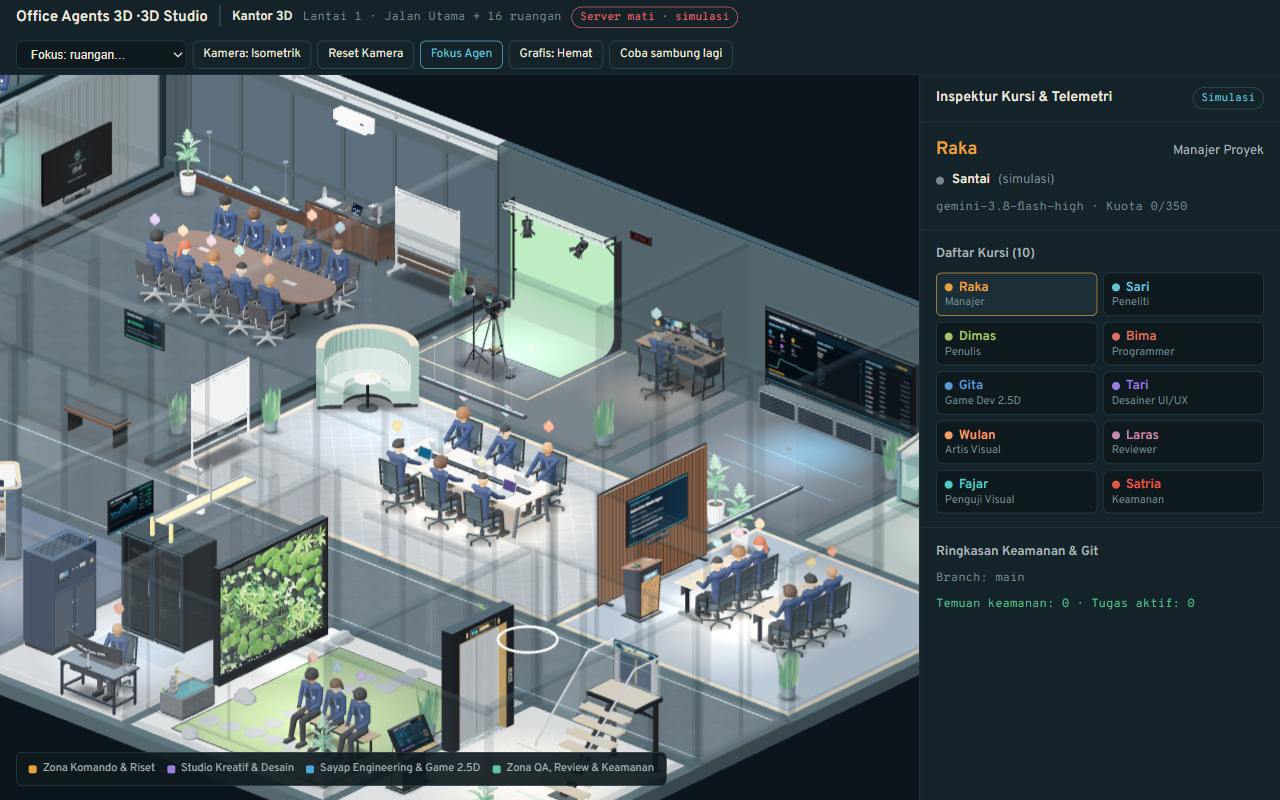 Office Agents 3D ·3D Studio
Kantor 3D
Lantai 1 · Jalan Utama + 16 ruangan
Server mati · simulasi
Fokus: ruangan...
Kamera: Isometrik
Reset Kamera
Fokus Agen
Grafis: Hemat
Coba sambung lagi
Zona Komando & Riset
Studio Kreatif & Desain
Sayap Engineering & Game 2.5D
Zona QA, Review & Keamanan
Inspektur Kursi & Telemetri
Simulasi
Raka
Manajer Proyek
Santai (simulasi)
gemini-3.8-flash-high · Kuota 0/350
Daftar Kursi (10)
Raka
Manajer
Sari
Peneliti
Dimas
Penulis
Bima
Programmer
Gita
Game Dev 2.5D
Tari
Desainer UI/UX
Wulan
Artis Visual
Laras
Reviewer
Fajar
Penguji Visual
Satria
Keamanan
Ringkasan Keamanan & Git
Branch: main
Temuan keamanan: 0 · Tugas aktif: 0